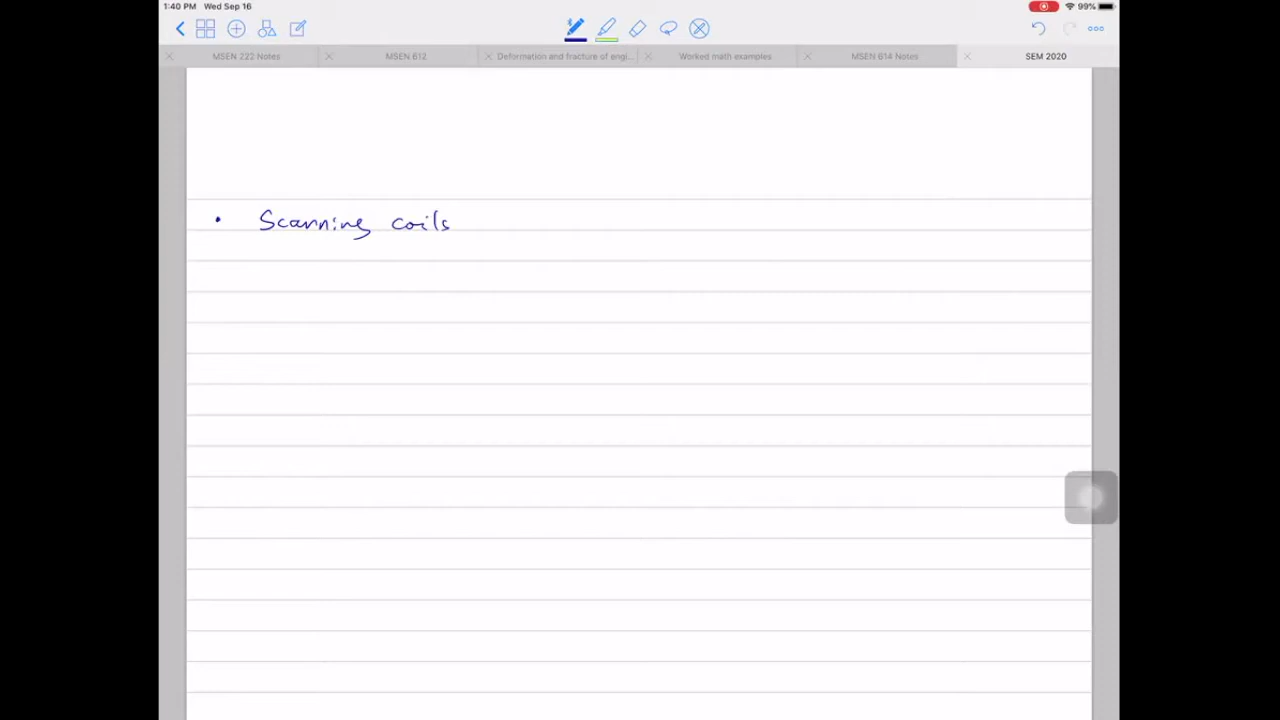 1:40 PM Wed Sep 16
99%
MSEN 222 Notes
MSEN 612
Deformation and fracture of engi...
Worked math examples
MSEN 614 Notes
SEM 2020
• Scanning coils